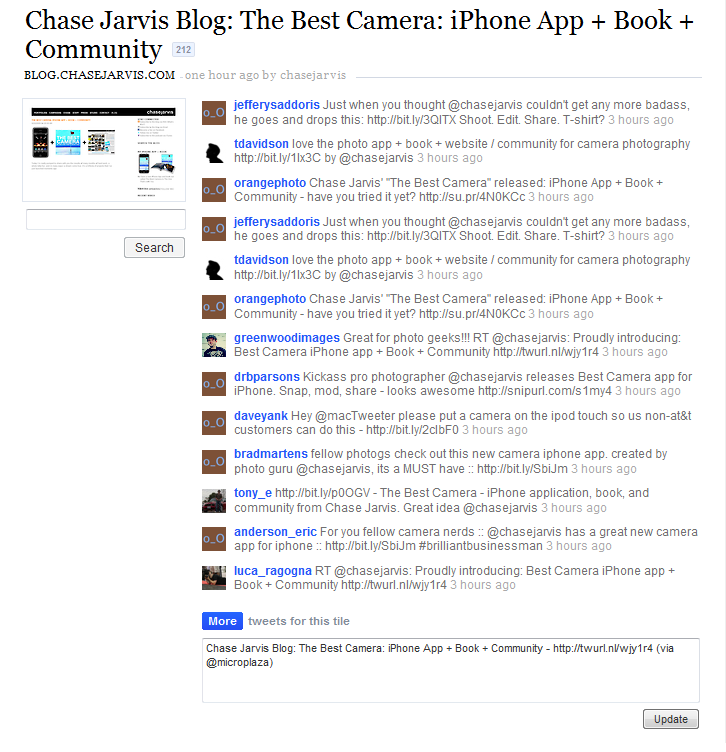 Chase Jarvis Blog: The Best Camera: iPhone App + Book +
Community 212
BLOG.CHASEJARVIS.COM - one hour ago by chasejarvis
chasejarvis
Search
o_O
jefferysaddoris Just when you thought @chasejarvis couldn't get any more badass,
he goes and drops this: http://bit.ly/3QITX Shoot. Edit. Share. T-shirt? 3 hours ago
tdavidson love the photo app + book + website / community for camera photography
http://bit.ly/1lx3C by @chasejarvis 3 hours ago
o_O
orangephoto Chase Jarvis' "The Best Camera" released: iPhone App + Book +
Community - have you tried it yet? http://su.pr/4N0KCc 3 hours ago
o_O
jefferysaddoris Just when you thought @chasejarvis couldn't get any more badass,
he goes and drops this: http://bit.ly/3QITX Shoot. Edit. Share. T-shirt? 3 hours ago
tdavidson love the photo app + book + website / community for camera photography
http://bit.ly/1lx3C by @chasejarvis 3 hours ago
o_O
orangephoto Chase Jarvis' "The Best Camera" released: iPhone App + Book +
Community - have you tried it yet? http://su.pr/4N0KCc 3 hours ago
greenwoodimages Great for photo geeks!!! RT @chasejarvis: Proudly introducing:
Best Camera iPhone app + Book + Community http://twurl.nl/wjy1r4 3 hours ago
o_O
drbparsons Kickass pro photographer @chasejarvis releases Best Camera app for
iPhone. Snap, mod, share - looks awesome http://snipurl.com/s1my4 3 hours ago
o_O
daveyank Hey @macTweeter please put a camera on the ipod touch so us non-at&t
customers can do this - http://bit.ly/2clbF0 3 hours ago
o_O
bradmartens fellow photogs check out this new camera iphone app. created by
photo guru @chasejarvis, its a MUST have :: http://bit.ly/SbiJm 3 hours ago
tony_e http://bit.ly/p0OGV - The Best Camera - iPhone application, book, and
community from Chase Jarvis. Great idea @chasejarvis 3 hours ago
o_O
anderson_eric For you fellow camera nerds :: @chasejarvis has a great new camera
app for iphone :: http://bit.ly/SbiJm #brilliantbusinessman 3 hours ago
luca_ragogna RT @chasejarvis: Proudly introducing: Best Camera iPhone app +
Book + Community http://twurl.nl/wjy1r4 3 hours ago
More tweets for this tile
Chase Jarvis Blog: The Best Camera: iPhone App + Book + Community - http://twurl.nl/wjy1r4 (via
@microplaza)
Update